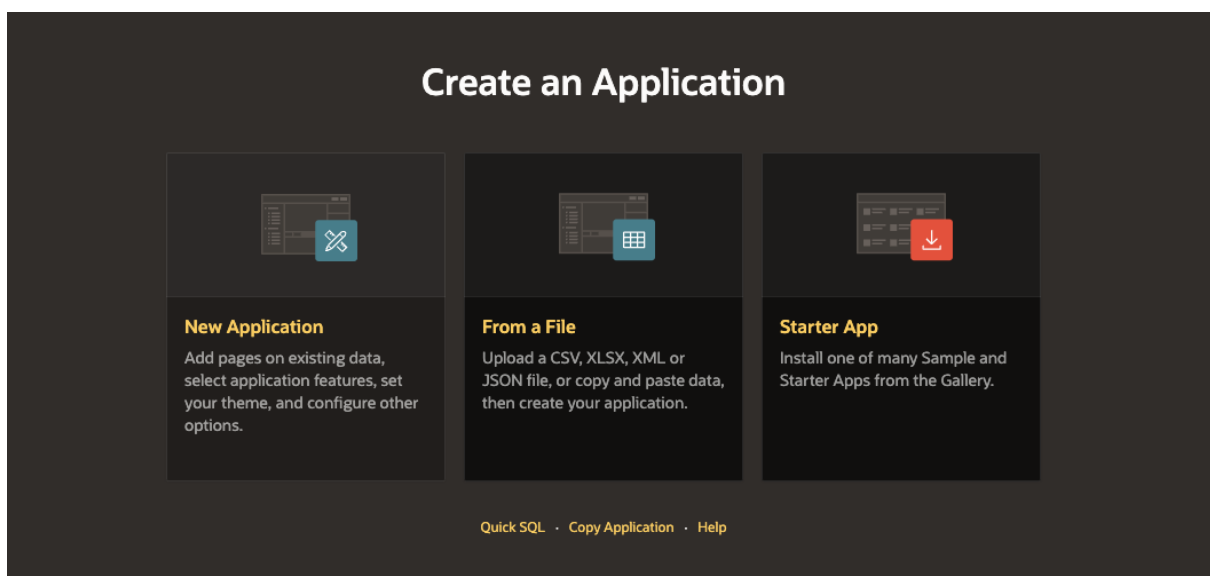 Create an Application
New Application
Add pages on existing data,
select application features, set
your theme, and configure other
options.
From a File
Upload a CSV, XLSX, XML or
JSON file, or copy and paste data,
then create your application.
Starter App
Install one of many Sample and
Starter Apps from the Gallery.
Quick SQL · Copy Application · Help